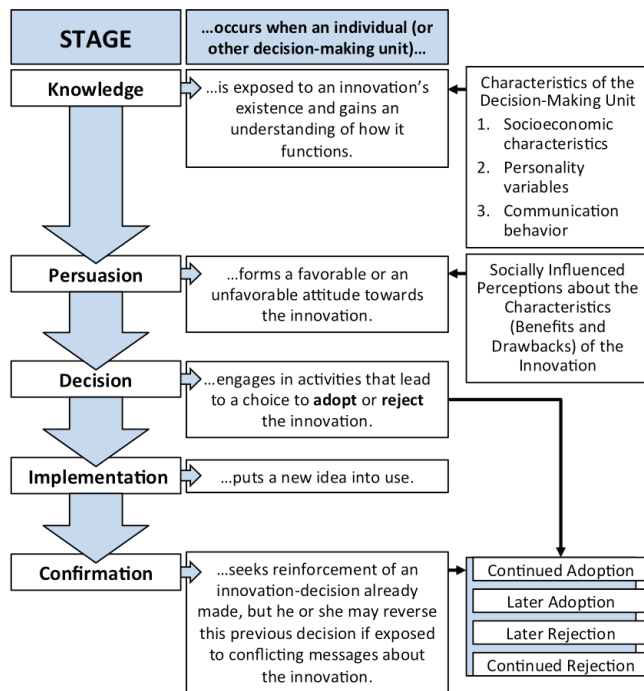 STAGE
…occurs when an individual (or
other decision-making unit)…
Knowledge
…is exposed to an innovation’s
existence and gains an
understanding of how it
functions.
Characteristics of the
Decision-Making Unit
1. Socioeconomic
characteristics
2. Personality
variables
3. Communication
behavior
Persuasion
…forms a favorable or an
unfavorable attitude towards
the innovation.
Socially Influenced
Perceptions about the
Characteristics
(Benefits and
Drawbacks) of the
Innovation
Decision
…engages in activities that lead
to a choice to adopt or reject
the innovation.
Implementation
…puts a new idea into use.
Confirmation
…seeks reinforcement of an
innovation-decision already
made, but he or she may reverse
this previous decision if exposed
to conflicting messages about
the innovation.
Continued Adoption
Later Adoption
Later Rejection
Continued Rejection